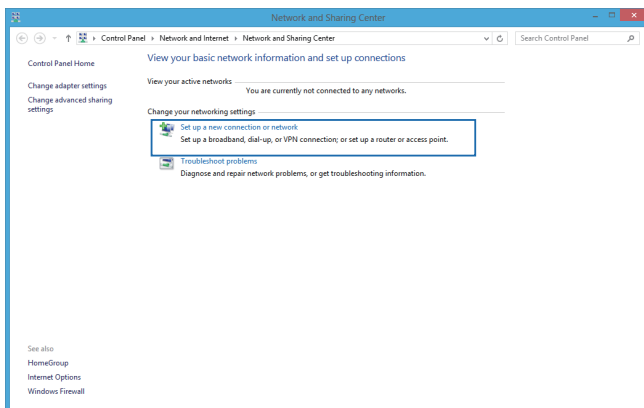 Network and Sharing Center
Control Panel Network and Internet Network and Sharing Center
Search Control Panel
Control Panel Home
Change adapter settings
Change advanced sharing
settings
View your basic network information and set up connections
View your active networks
You are currently not connected to any networks.
Change your networking settings
Set up a new connection or network
Set up a broadband, dial-up, or VPN connection; or set up a router or access point.
Troubleshoot problems
Diagnose and repair network problems, or get troubleshooting information.
See also
HomeGroup
Internet Options
Windows Firewall